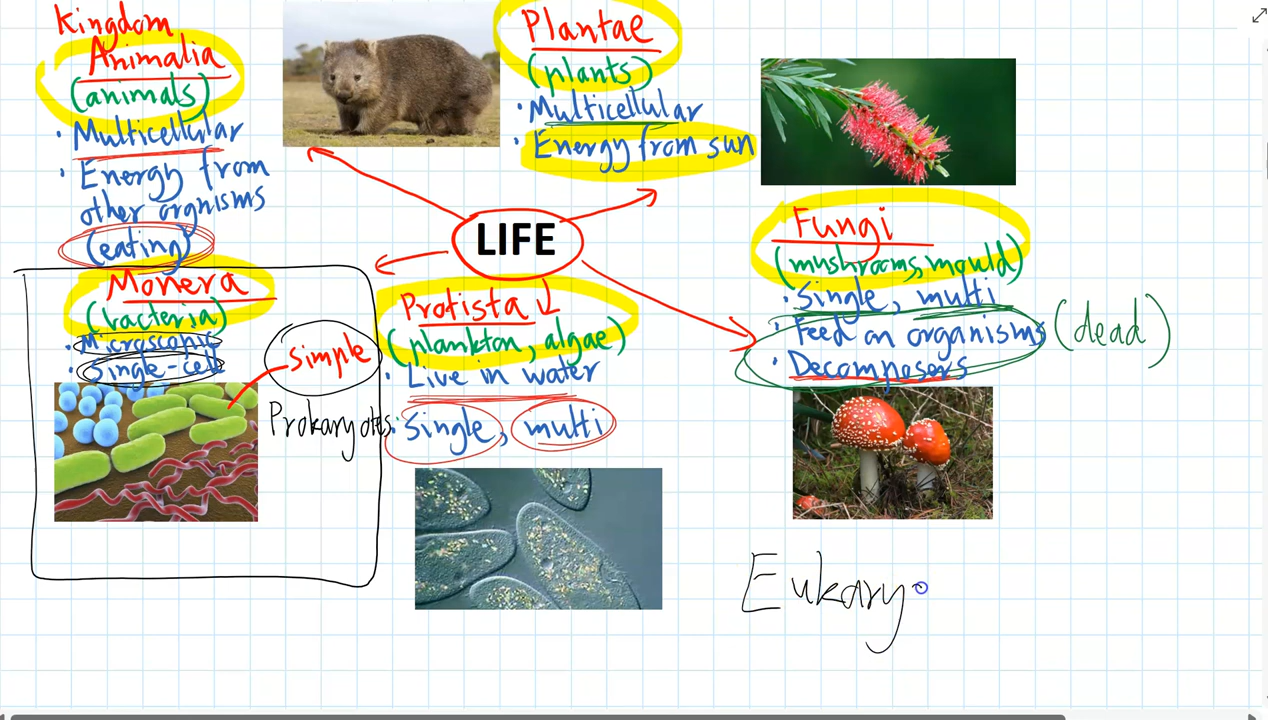 Kingdom
Animalia
(animals)
• Multicellular
• Energy from
other orgnisms
(eating)
Plantae
(plants)
• Multicellular
• Energy from sun
LIFE
Fungi
(mushrooms, mould)
• Single, multi
• Feed on organisms (dead)
• Decomposers
Monera
(bacteria)
• Microscopic
• Single-cell
simple
Prokaryotes
Protista
(plankton, algae)
• Live in water
• Single, multi
Eukaryo